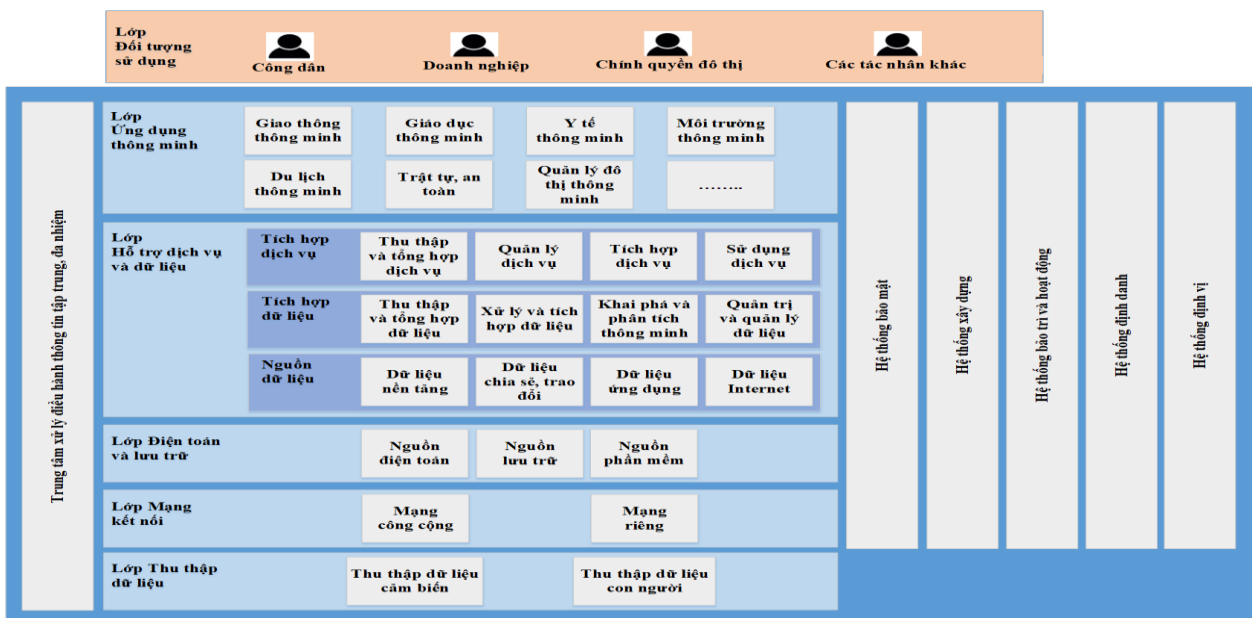 Lớp
Đối tượng
sử dụng
Công dân
Doanh nghiệp
Chính quyền đô thị
Các tác nhân khác
Trung tâm xử lý điều hành thông tin tập trung, đa nhiệm
Lớp
Ứng dụng
thông minh
Giao thông
thông minh
Giáo dục
thông minh
Y tế
thông minh
Môi trường
thông minh
Du lịch
thông minh
Trật tự, an
toàn
Quản lý đô
thị thông
minh
........
Lớp
Hỗ trợ dịch vụ
và dữ liệu
Tích hợp
dịch vụ
Thu thập
và tổng hợp
dịch vụ
Quản lý
dịch vụ
Tích hợp
dịch vụ
Sử dụng
dịch vụ
Tích hợp
dữ liệu
Thu thập
và tổng hợp
dữ liệu
Xử lý và tích
hợp dữ liệu
Khai phá và
phân tích
thông minh
Quản trị
và quản lý
dữ liệu
Nguồn
dữ liệu
Dữ liệu
nền tảng
Dữ liệu
chia sẻ, trao
đổi
Dữ liệu
ứng dụng
Dữ liệu
Internet
Lớp Điện toán
và lưu trữ
Nguồn
điện toán
Nguồn
lưu trữ
Nguồn
phần mềm
Lớp Mạng
kết nối
Mạng
công cộng
Mạng
riêng
Lớp Thu thập
dữ liệu
Thu thập dữ liệu
cảm biến
Thu thập dữ liệu
con người
Hệ thống bảo mật
Hệ thống xây dựng
Hệ thống bảo trì và hoạt động
Hệ thống định danh
Hệ thống định vị